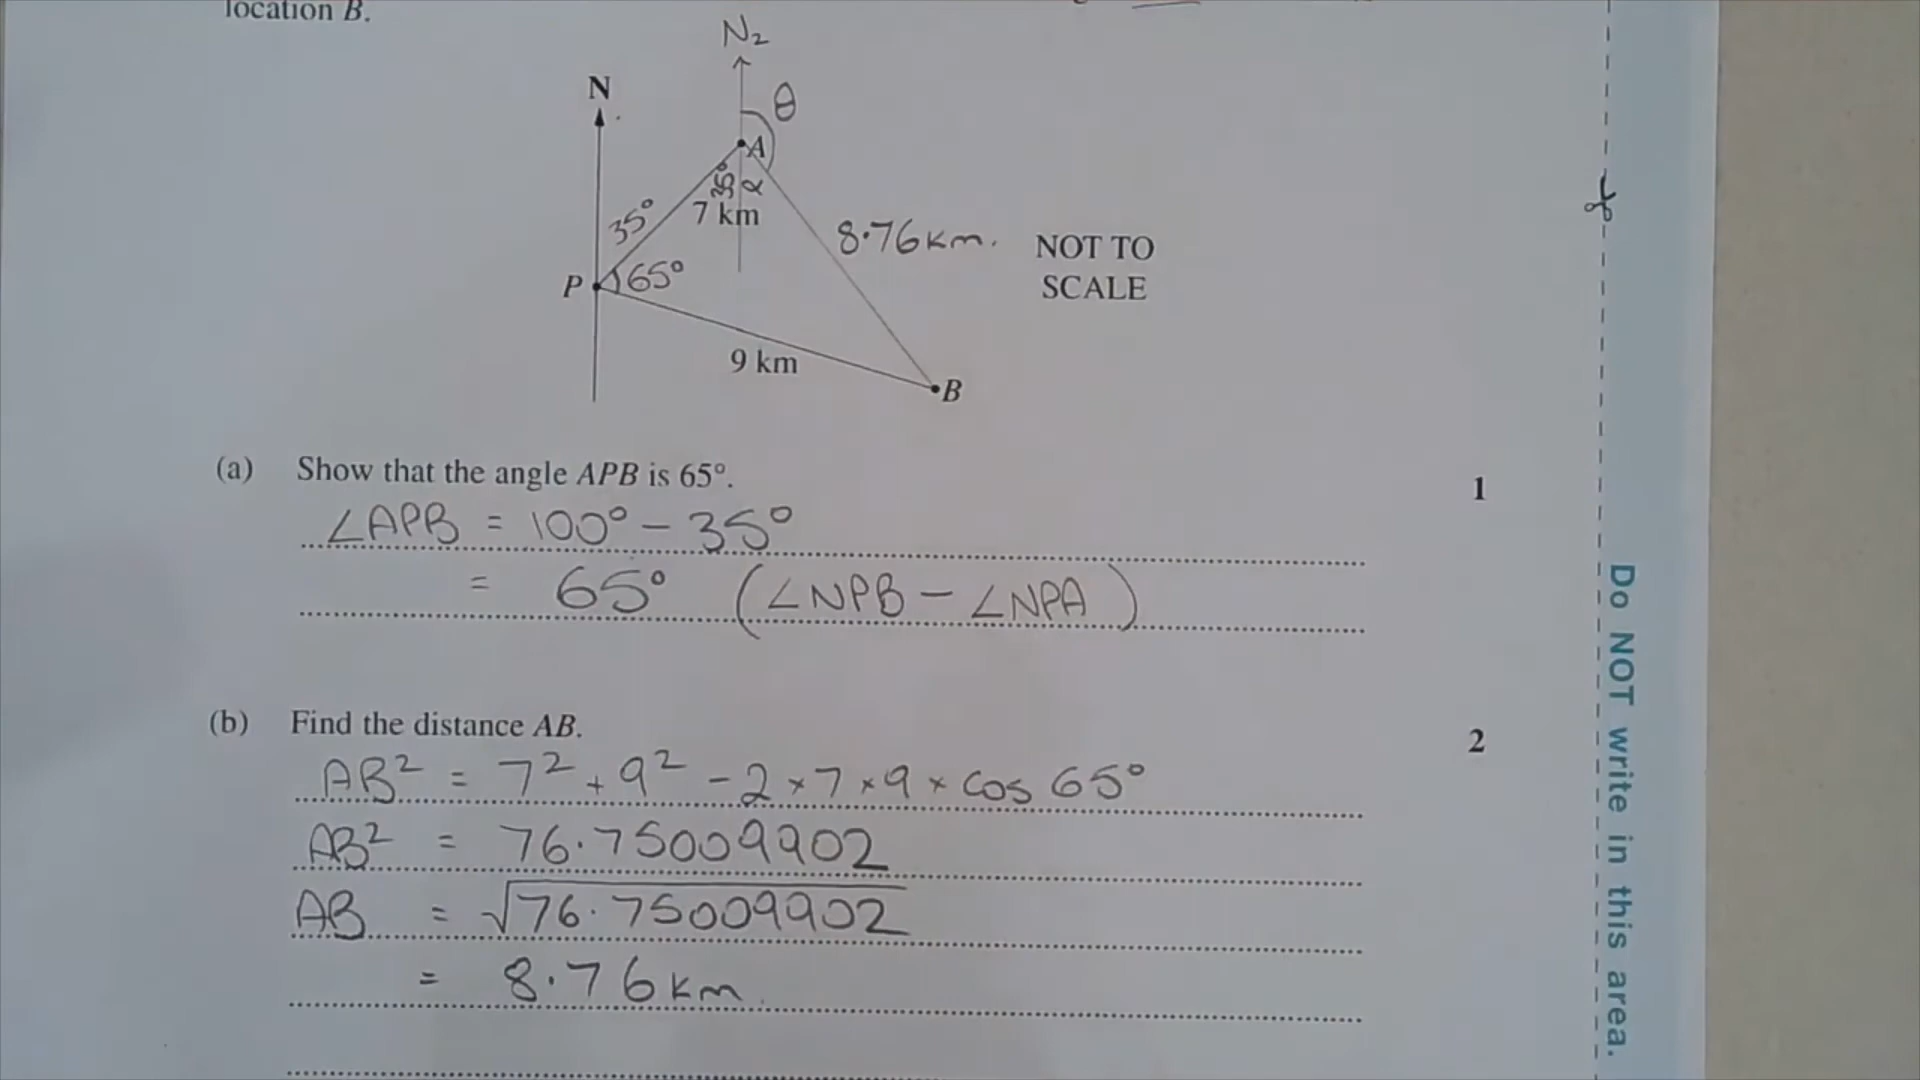 location B.
N₂
N
θ
A
35° α
35° 7 km
8.76km. NOT TO
P 65° SCALE
9 km
B
(a) Show that the angle APB is 65°. 1
∠APB = 100° – 35°
= 65° (∠NPB – ∠NPA)
(b) Find the distance AB. 2
AB² = 7² + 9² – 2 × 7 × 9 × cos 65°
AB² = 76.75009902
AB = √76.75009902
= 8.76km.
Do NOT write in this area.